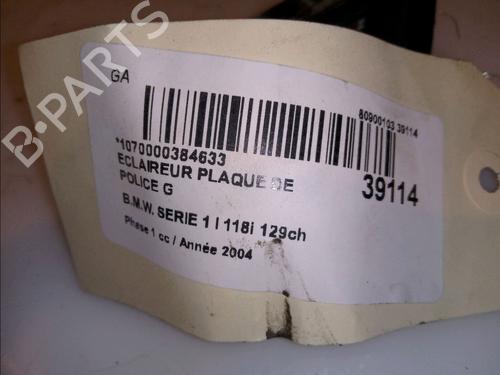 B-PARTS
GA
80900103 39114
*1070000384633
ECLAIREUR PLAQUE DE
POLICE G
39114
B.M.W. SERIE 1 I 118i 129ch
Phase 1 cc / Année 2004